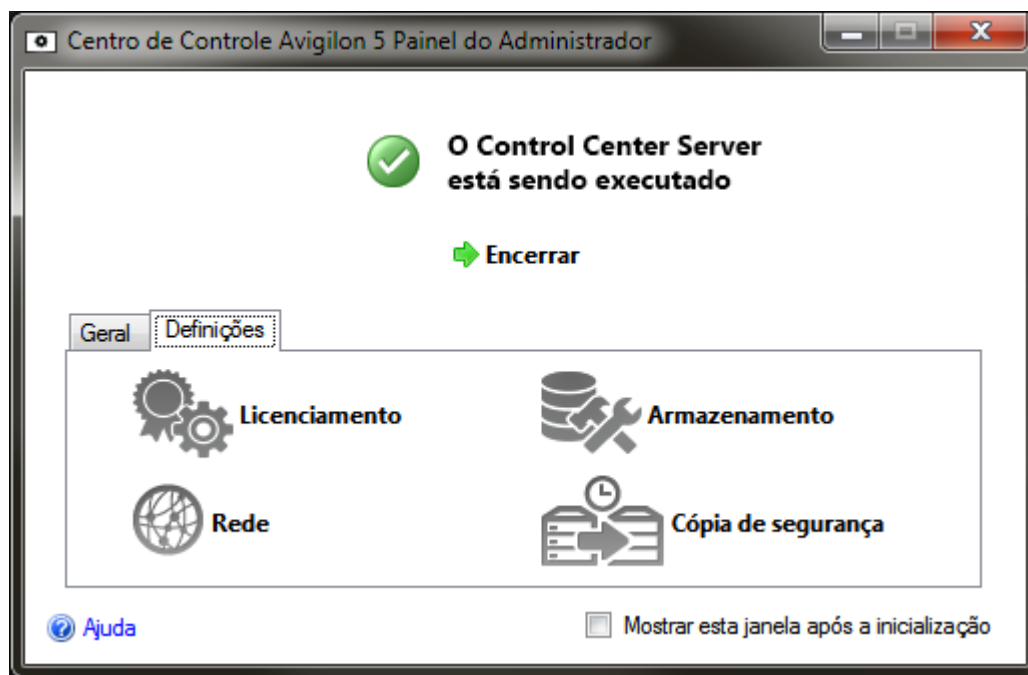 Centro de Controle Avigilon 5 Painel do Administrador
O Control Center Server
está sendo executado
Encerrar
Geral
Definições
Licenciamento
Armazenamento
Rede
Cópia de segurança
Ajuda
Mostrar esta janela após a inicialização